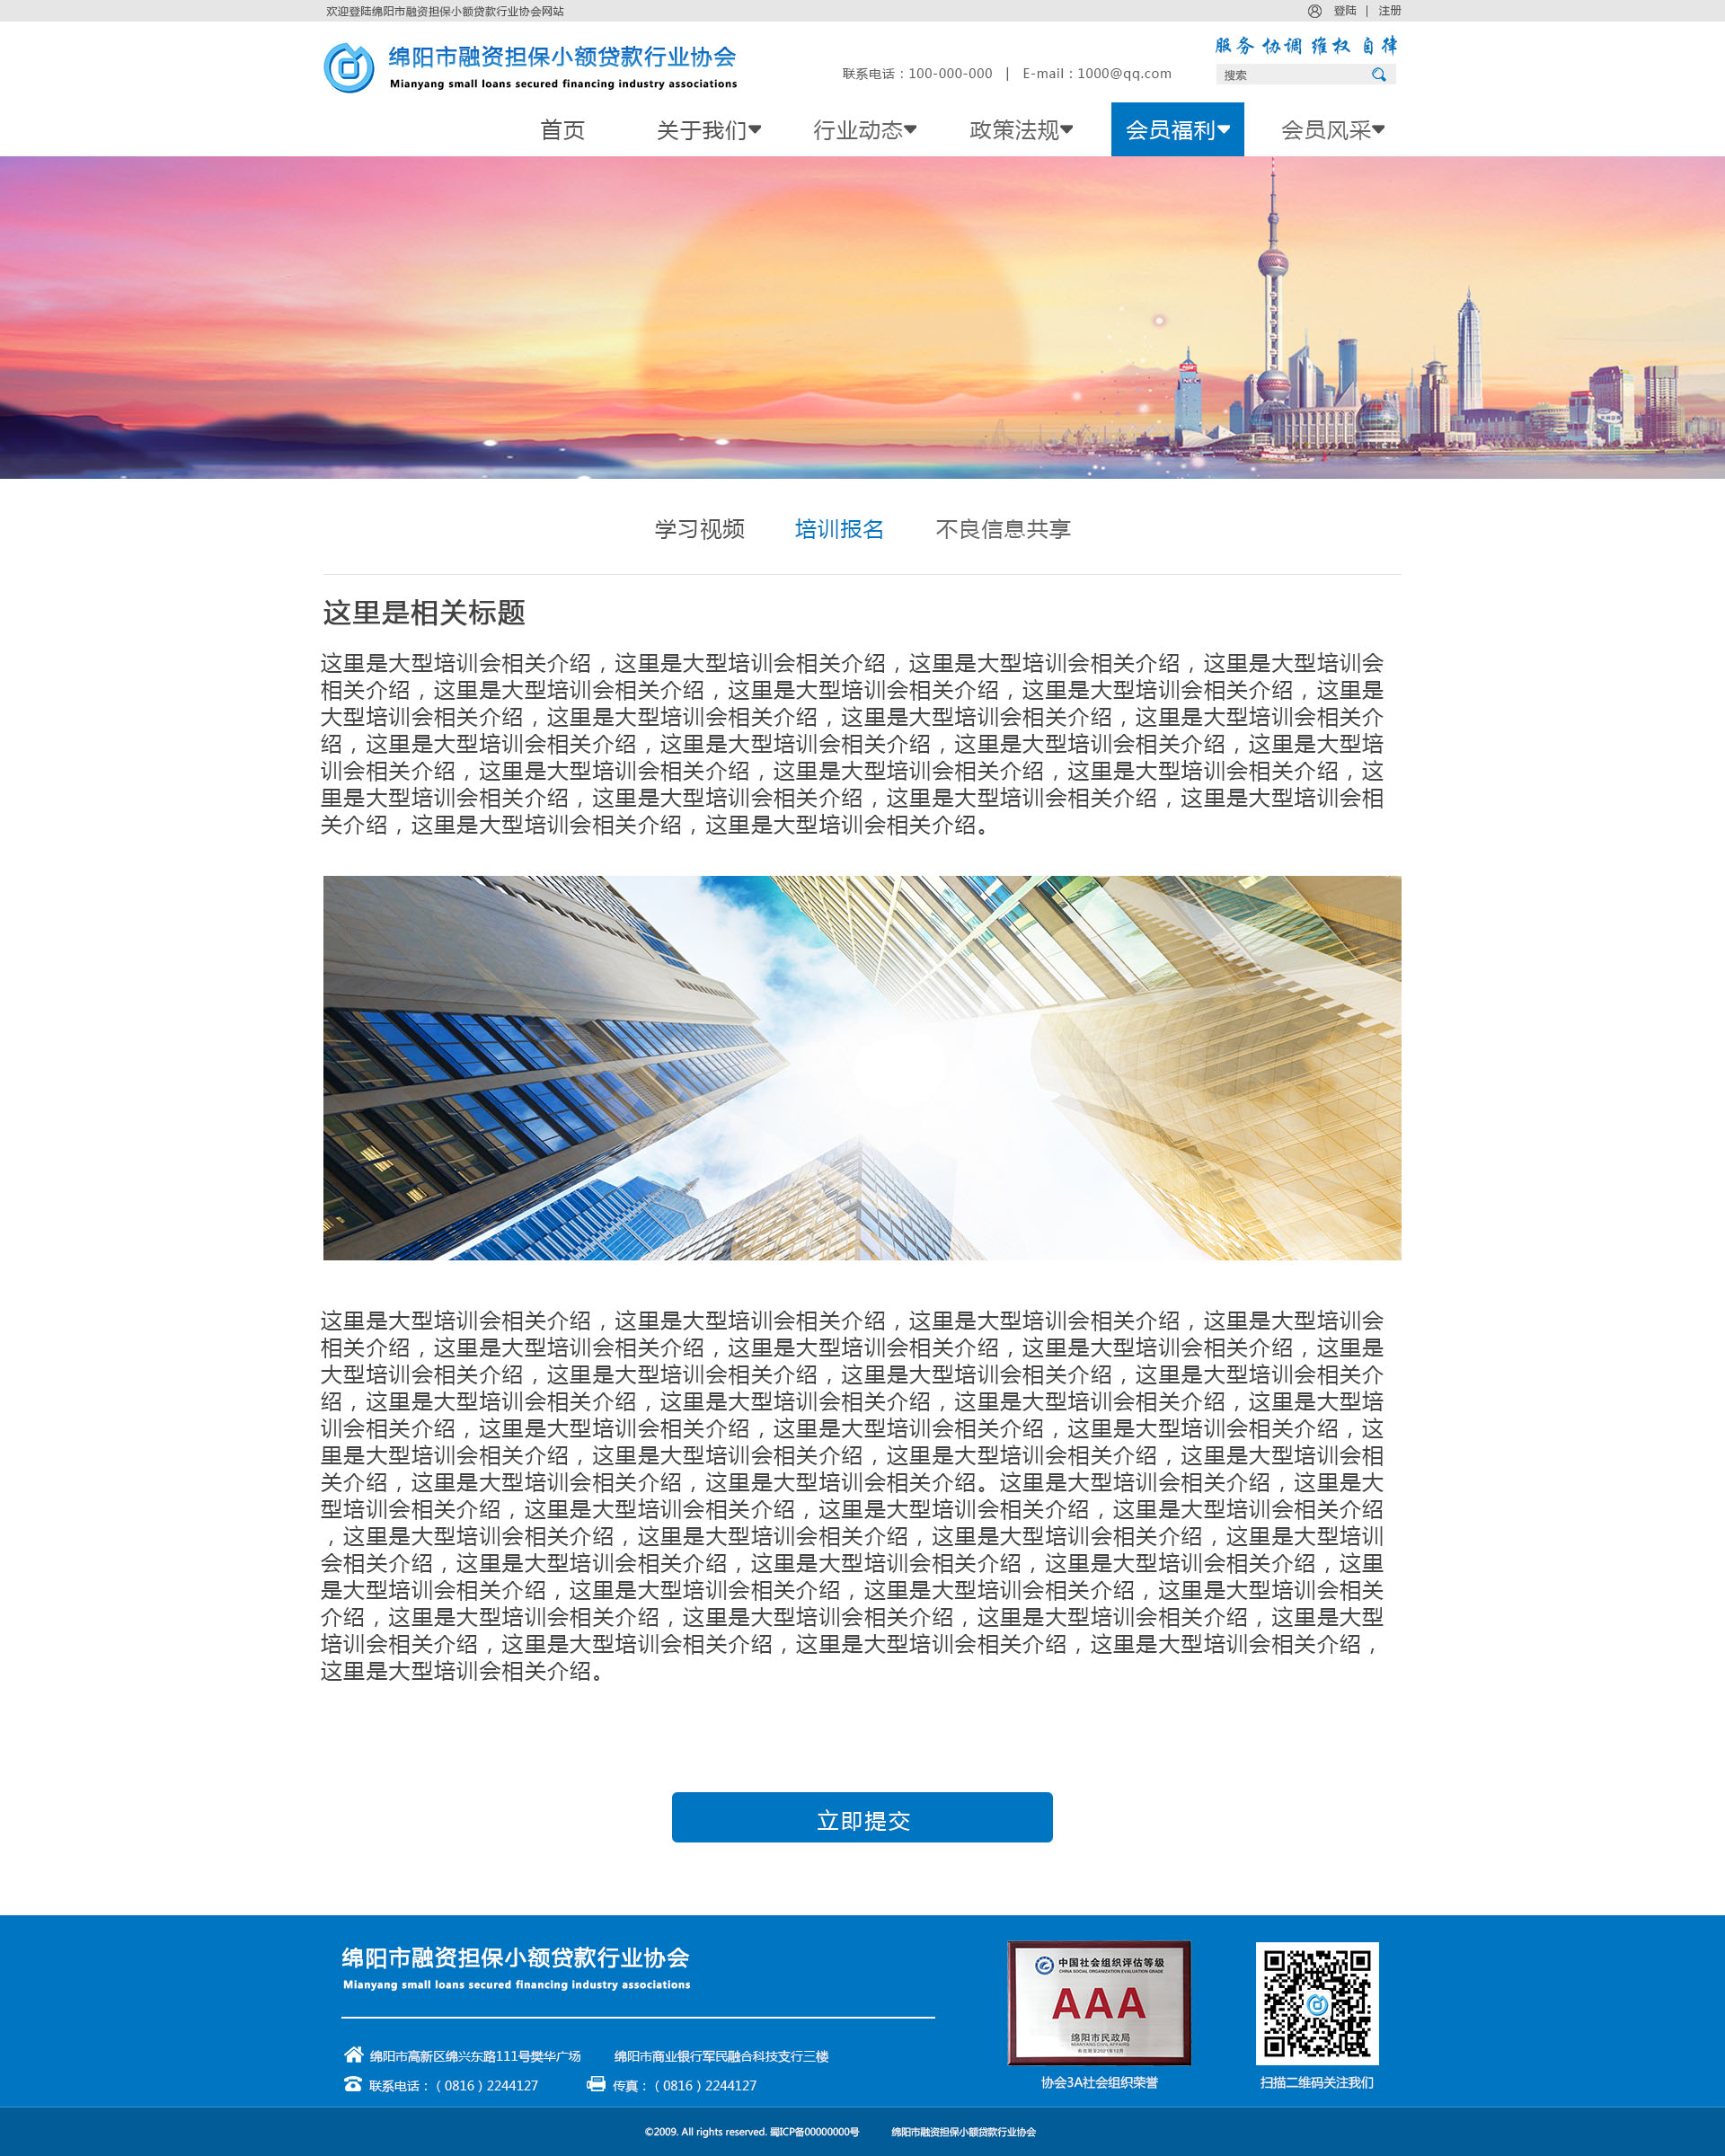 欢迎登陆绵阳市融资担保小额贷款行业协会网站
登陆 | 注册
绵阳市融资担保小额贷款行业协会
Mianyang small loans secured financing industry associations
联系电话：100-000-000 | E-mail：1000@qq.com
服务 协调 维权 自律
搜索
首页 关于我们 行业动态 政策法规 会员福利 会员风采
NEC
学习视频 培训报名 不良信息共享
这里是相关标题
这里是大型培训会相关介绍，这里是大型培训会相关介绍，这里是大型培训会相关介绍，这里是大型培训会
相关介绍，这里是大型培训会相关介绍，这里是大型培训会相关介绍，这里是大型培训会相关介绍，这里是
大型培训会相关介绍，这里是大型培训会相关介绍，这里是大型培训会相关介绍，这里是大型培训会相关介
绍，这里是大型培训会相关介绍，这里是大型培训会相关介绍，这里是大型培训会相关介绍，这里是大型培
训会相关介绍，这里是大型培训会相关介绍，这里是大型培训会相关介绍，这里是大型培训会相关介绍，这
里是大型培训会相关介绍，这里是大型培训会相关介绍，这里是大型培训会相关介绍，这里是大型培训会相
关介绍，这里是大型培训会相关介绍，这里是大型培训会相关介绍。
这里是大型培训会相关介绍，这里是大型培训会相关介绍，这里是大型培训会相关介绍，这里是大型培训会
相关介绍，这里是大型培训会相关介绍，这里是大型培训会相关介绍，这里是大型培训会相关介绍，这里是
大型培训会相关介绍，这里是大型培训会相关介绍，这里是大型培训会相关介绍，这里是大型培训会相关介
绍，这里是大型培训会相关介绍，这里是大型培训会相关介绍，这里是大型培训会相关介绍，这里是大型培
训会相关介绍，这里是大型培训会相关介绍，这里是大型培训会相关介绍，这里是大型培训会相关介绍，这
里是大型培训会相关介绍，这里是大型培训会相关介绍，这里是大型培训会相关介绍，这里是大型培训会相
关介绍，这里是大型培训会相关介绍，这里是大型培训会相关介绍。这里是大型培训会相关介绍，这里是大
型培训会相关介绍，这里是大型培训会相关介绍，这里是大型培训会相关介绍，这里是大型培训会相关介绍
，这里是大型培训会相关介绍，这里是大型培训会相关介绍，这里是大型培训会相关介绍，这里是大型培训
会相关介绍，这里是大型培训会相关介绍，这里是大型培训会相关介绍，这里是大型培训会相关介绍，这里
是大型培训会相关介绍，这里是大型培训会相关介绍，这里是大型培训会相关介绍，这里是大型培训会相关
介绍，这里是大型培训会相关介绍，这里是大型培训会相关介绍，这里是大型培训会相关介绍，这里是大型
培训会相关介绍，这里是大型培训会相关介绍，这里是大型培训会相关介绍，这里是大型培训会相关介绍，
这里是大型培训会相关介绍。
立即提交
绵阳市融资担保小额贷款行业协会
Mianyang small loans secured financing industry associations
绵阳市高新区绵兴东路111号樊华广场 绵阳市商业银行军民融合科技支行三楼
联系电话：（0816）2244127 传真：（0816）2244127
中国社会组织评估等级
CHINA SOCIAL ORGANIZATION EVALUATION GRADE
AAA
绵阳市民政局
MIANYANG CIVIL AFFAIRS
有效期至2021年12月
协会3A社会组织荣誉
扫描二维码关注我们
©2009. All rights reserved. 蜀ICP备00000000号 绵阳市融资担保小额贷款行业协会